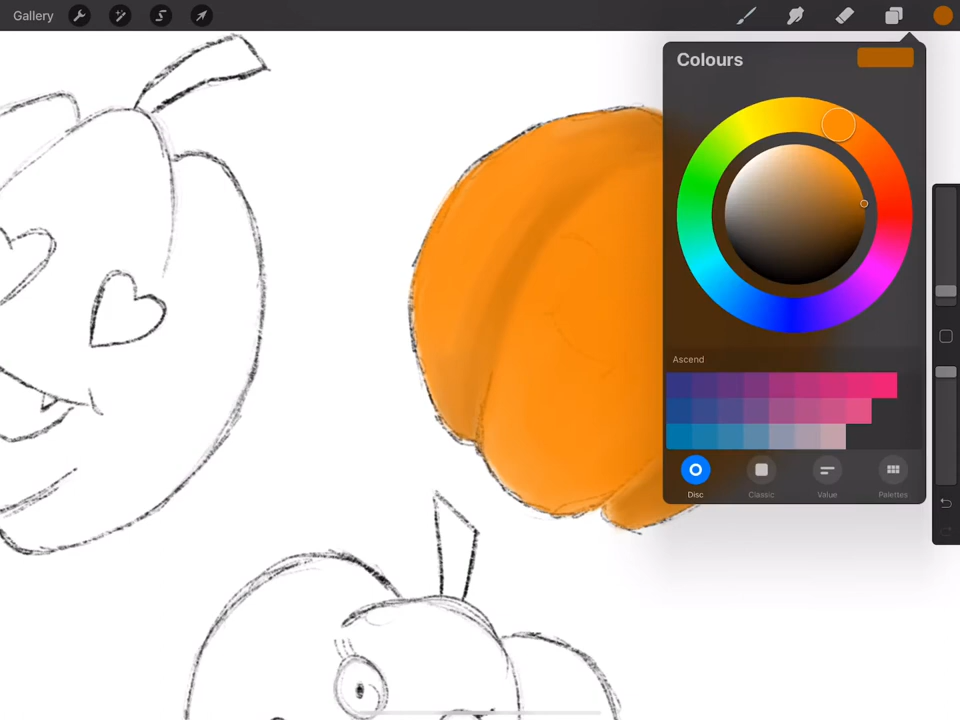 Gallery
Colours
Ascend
Disc
Classic
Value
Palettes